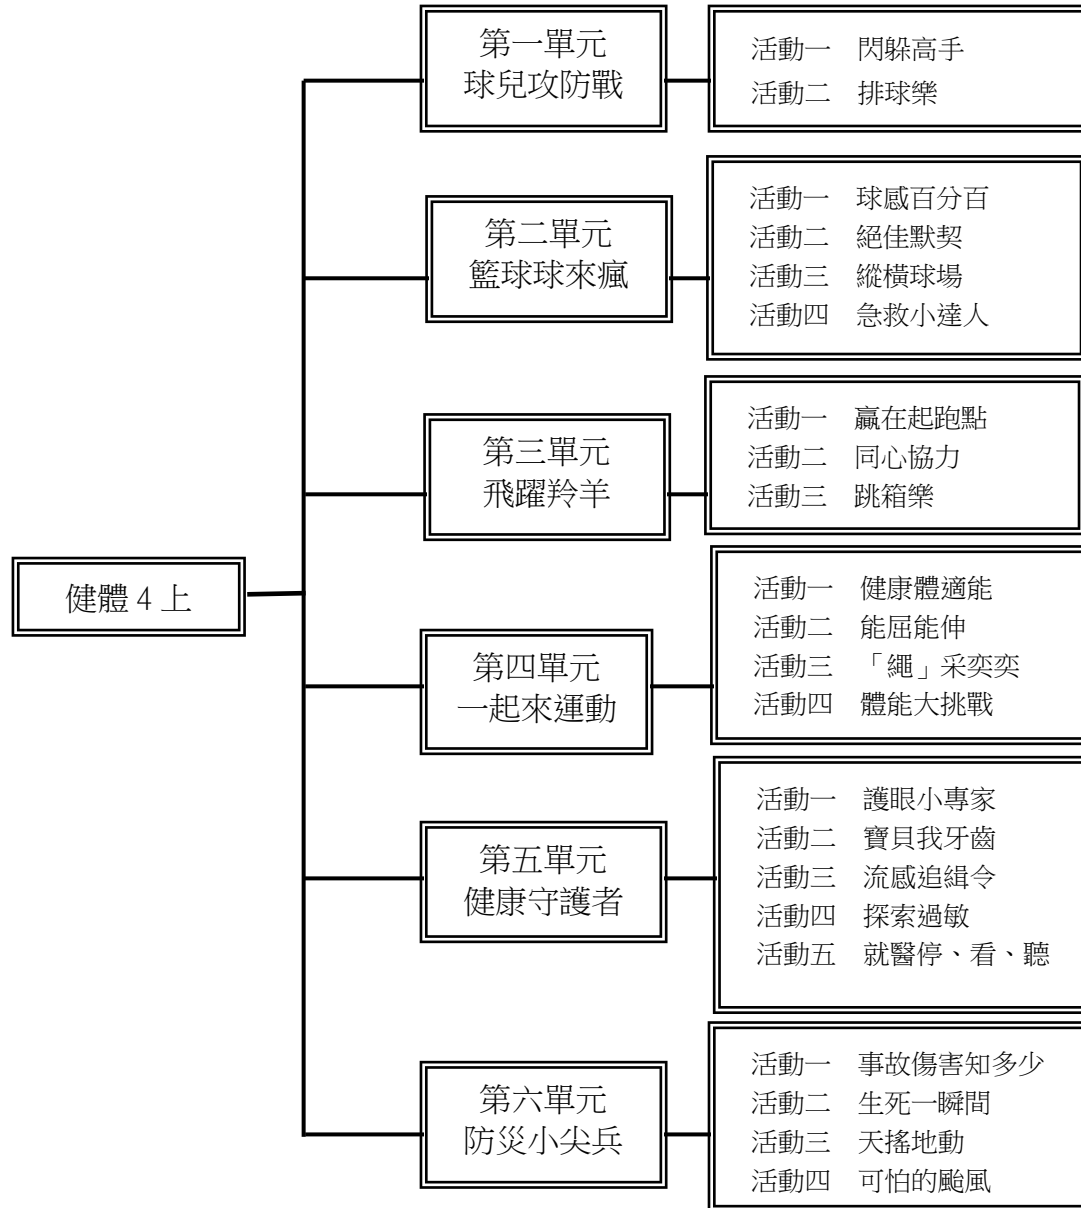 健體 4 上
第一單元
球兒攻防戰
活動一　閃躲高手
活動二　排球樂
第二單元
籃球球來瘋
活動一　球感百分百
活動二　絕佳默契
活動三　縱橫球場
活動四　急救小達人
第三單元
飛躍羚羊
活動一　贏在起跑點
活動二　同心協力
活動三　跳箱樂
第四單元
一起來運動
活動一　健康體適能
活動二　能屈能伸
活動三　「繩」采奕奕
活動四　體能大挑戰
第五單元
健康守護者
活動一　護眼小專家
活動二　寶貝我牙齒
活動三　流感追緝令
活動四　探索過敏
活動五　就醫停、看、聽
第六單元
防災小尖兵
活動一　事故傷害知多少
活動二　生死一瞬間
活動三　天搖地動
活動四　可怕的颱風